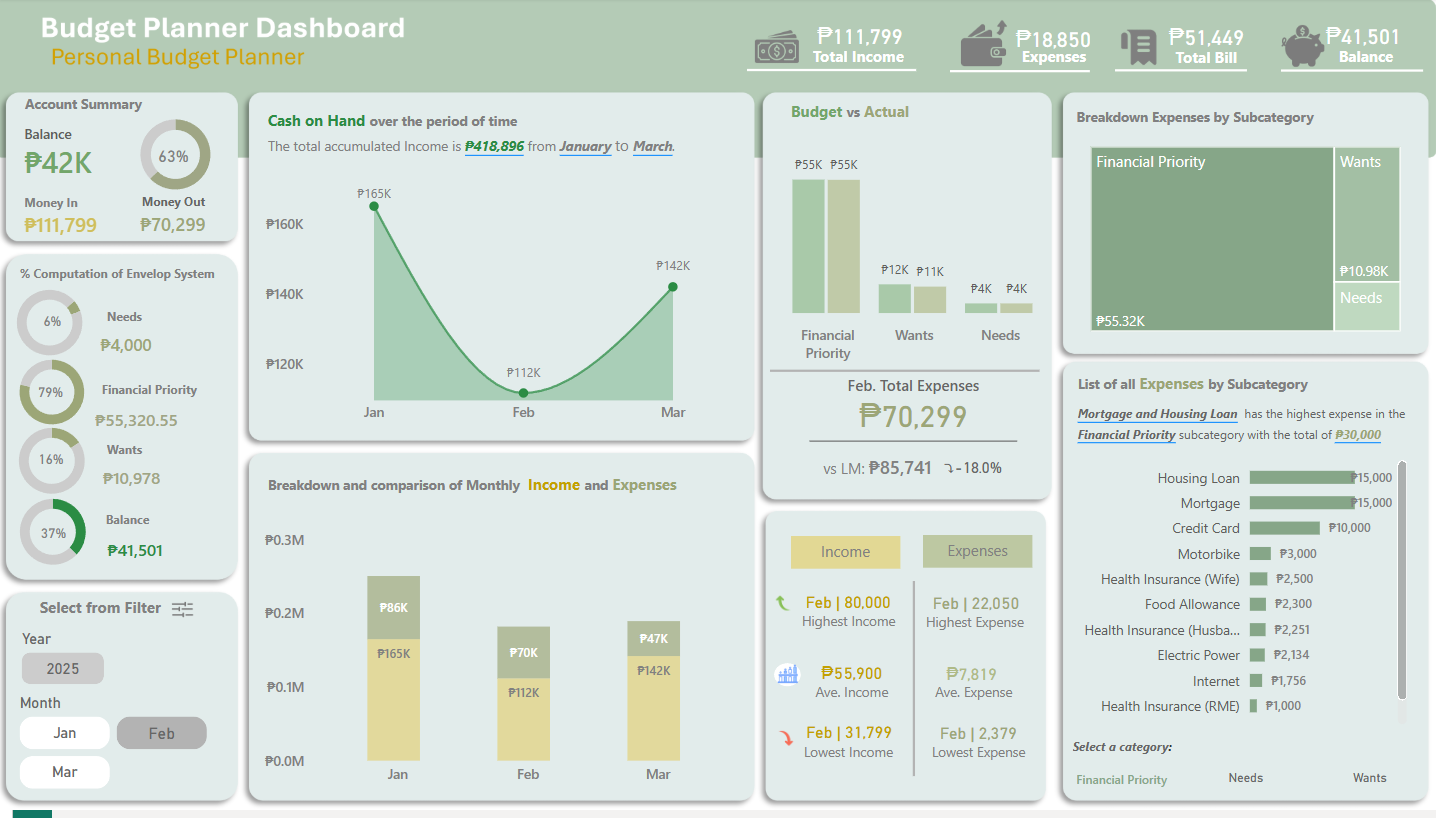 Budget Planner Dashboard
Personal Budget Planner
₱111,799
Total Income
₱18,850
Expenses
₱51,449
Total Bill
₱41,501
Balance
Account Summary
Balance
₱42K
63%
Money In
₱111,799
Money Out
₱70,299
% Computation of Envelop System
6%
Needs
₱4,000
79%
Financial Priority
₱55,320.55
16%
Wants
₱10,978
37%
Balance
₱41,501
Select from Filter
Year
2025
Month
Jan
Feb
Mar
Cash on Hand over the period of time
The total accumulated Income is ₱418,896 from January to March.
₱160K
₱140K
₱120K
₱165K
₱112K
₱142K
Jan
Feb
Mar
Breakdown and comparison of Monthly Income and Expenses
₱0.3M
₱0.2M
₱0.1M
₱0.0M
₱86K
₱165K
₱70K
₱112K
₱47K
₱142K
Jan
Feb
Mar
Budget vs Actual
₱55K ₱55K
₱12K ₱11K
₱4K ₱4K
Financial
Priority
Wants
Needs
Feb. Total Expenses
₱70,299
vs LM: ₱85,741 -18.0%
Income
Expenses
Feb | 80,000
Highest Income
Feb | 22,050
Highest Expense
₱55,900
Ave. Income
₱7,819
Ave. Expense
Feb | 31,799
Lowest Income
Feb | 2,379
Lowest Expense
Breakdown Expenses by Subcategory
Financial Priority
₱55.32K
Wants
₱10.98K
Needs
List of all Expenses by Subcategory
Mortgage and Housing Loan has the highest expense in the
Financial Priority subcategory with the total of ₱30,000
Housing Loan ₱15,000
Mortgage ₱15,000
Credit Card ₱10,000
Motorbike ₱3,000
Health Insurance (Wife) ₱2,500
Food Allowance ₱2,300
Health Insurance (Husba... ₱2,251
Electric Power ₱2,134
Internet ₱1,756
Health Insurance (RME) ₱1,000
Select a category:
Financial Priority
Needs
Wants